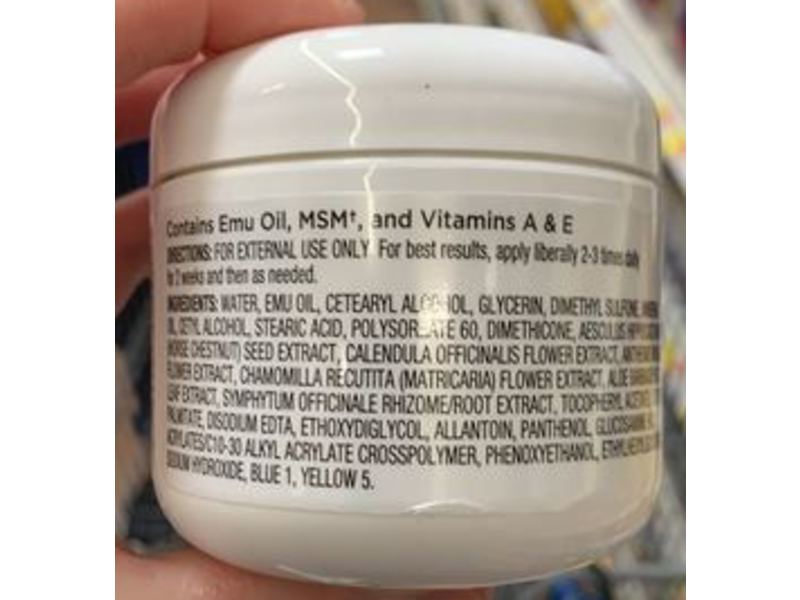 Contains Emu Oil, MSM†, and Vitamins A & E
DIRECTIONS: FOR EXTERNAL USE ONLY. For best results, apply liberally 2-3 times daily
for 2 weeks and then as needed.
INGREDIENTS: WATER, EMU OIL, CETEARYL ALCOHOL, GLYCERIN, DIMETHYL SULFONE,
OIL, CETYL ALCOHOL, STEARIC ACID, POLYSORBATE 60, DIMETHICONE, AESCULUS
(HORSE CHESTNUT) SEED EXTRACT, CALENDULA OFFICINALIS FLOWER EXTRACT,
FLOWER EXTRACT, CHAMOMILLA RECUTITA (MATRICARIA) FLOWER EXTRACT, ALOE
LEAF EXTRACT, SYMPHYTUM OFFICINALE RHIZOME/ROOT EXTRACT, TOCOPHERYL
PALMITATE, DISODIUM EDTA, ETHOXYDIGLYCOL, ALLANTOIN, PANTHENOL, GLUCOSAMINE
ACRYLATES/C10-30 ALKYL ACRYLATE CROSSPOLYMER, PHENOXYETHANOL,
SODIUM HYDROXIDE, BLUE 1, YELLOW 5.